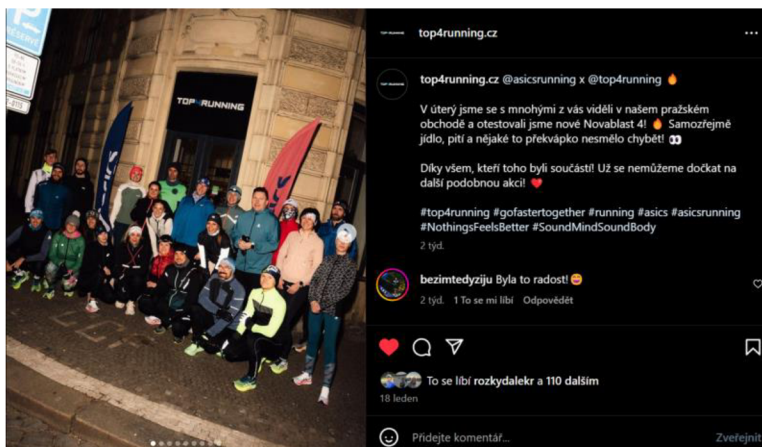 RÉSERVÉ
TOP4RUNNING
top4running.cz
top4running.cz @asicsrunning x @top4running 🔥
V úterý jsme se s mnohými z vás viděli v našem pražském
obchodě a otestovali jsme nové Novablast 4! 🔥 Samozřejmě
jídlo, pití a nějaké to překvápko nesmělo chybět! 👀
Díky všem, kteří toho byli součástí! Už se nemůžeme dočkat na
další podobnou akci! ❤️
#top4running #gofastertogether #running #asics #asicsrunning
#NothingsFeelsBetter #SoundMindSoundBody
2 týd.
bezimtedyziju Byla to radost!😅
2 týd. 1 To se mi líbí Odpovědět
To se líbí rozkydalekr a 110 dalším
18 leden
Přidejte komentář...
Zveřejnit